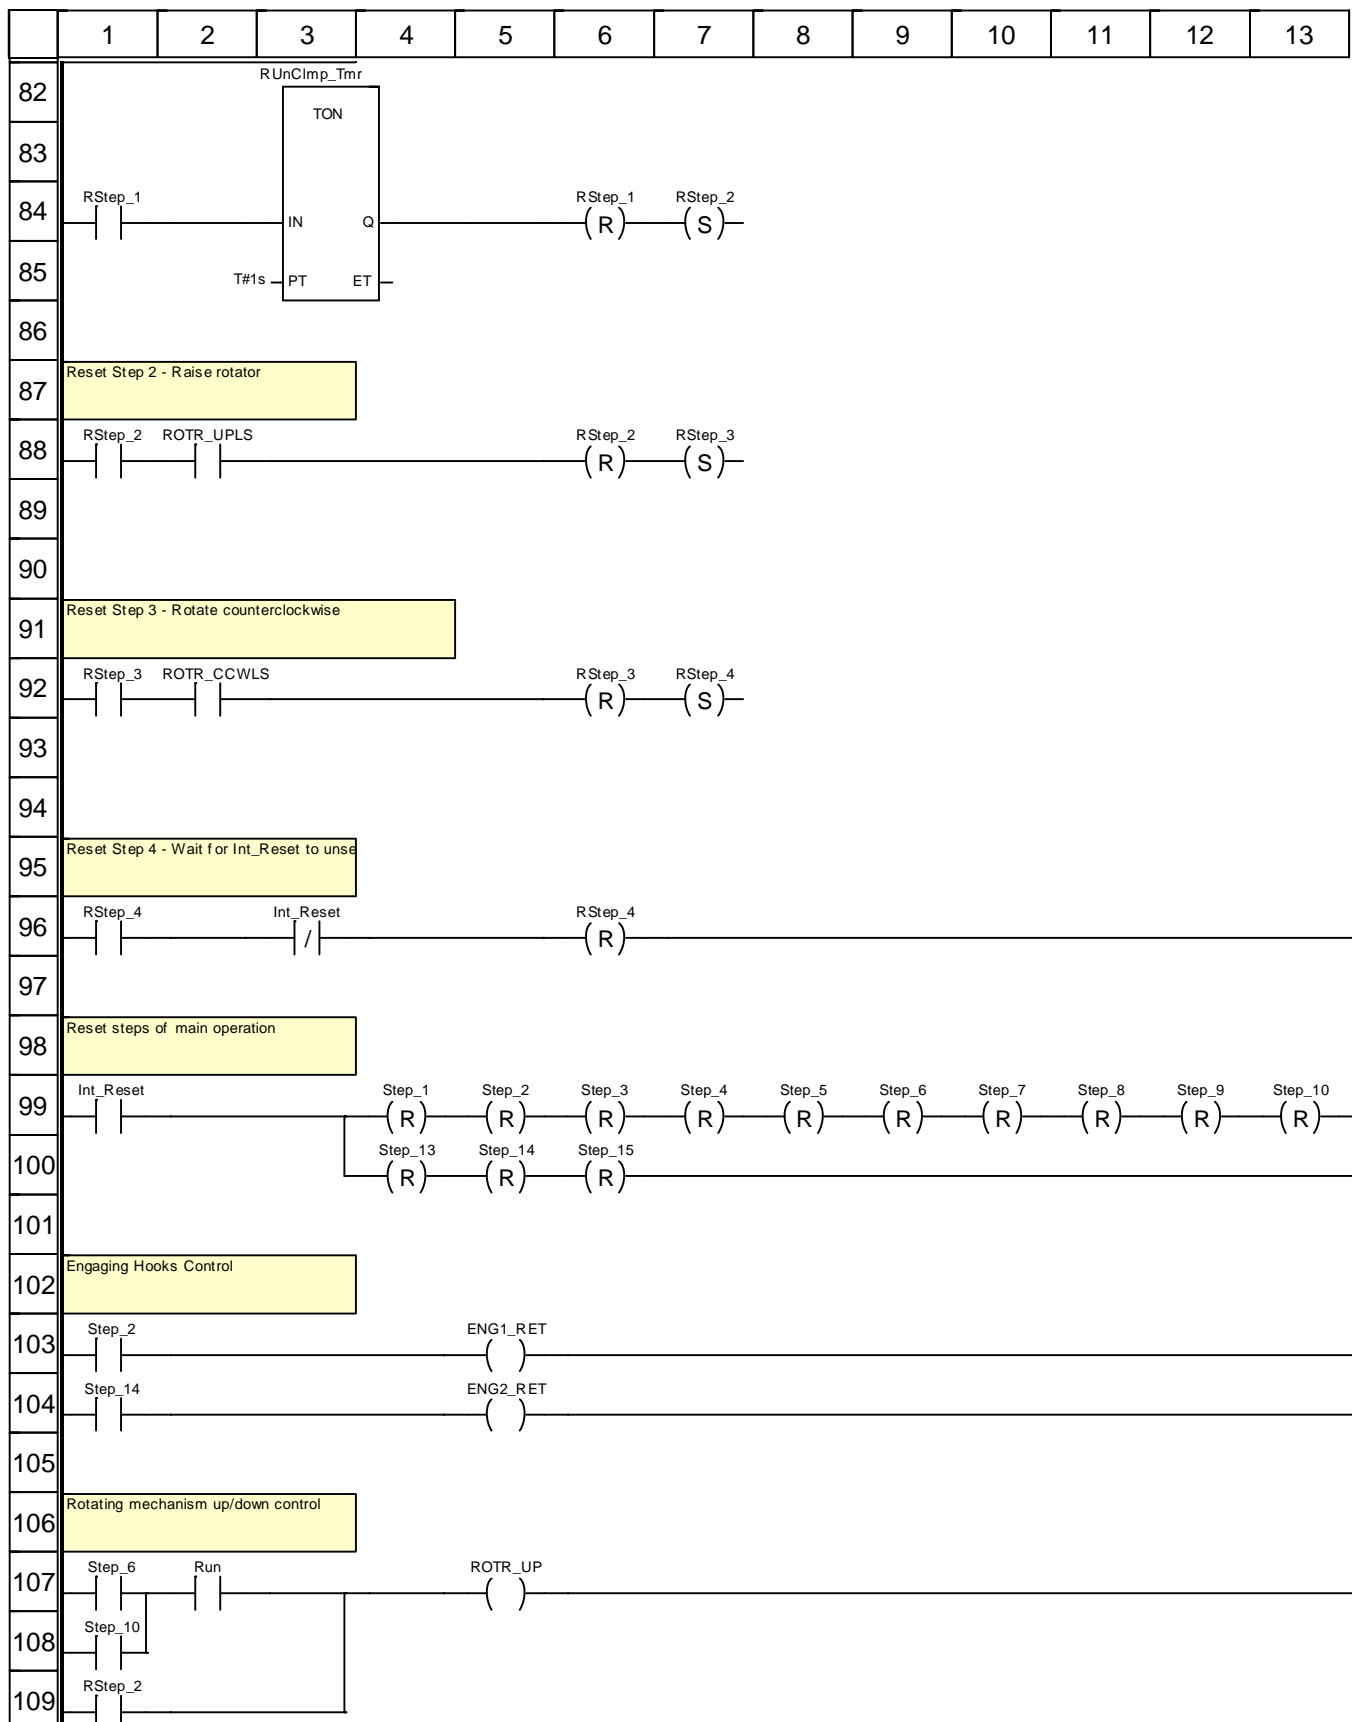 1 2 3 4 5 6 7 8 9 10 11 12 13
82
RUnClmp_Tmr
TON
83
84
RStep_1
IN Q
RStep_1 RStep_2
R S
85
T#1s PT ET
86
87
Reset Step 2 - Raise rotator
88
RStep_2 ROTR_UPLS RStep_2 RStep_3
R S
89
90
91
Reset Step 3 - Rotate counterclockwise
92
RStep_3 ROTR_CCWLS RStep_3 RStep_4
R S
93
94
95
Reset Step 4 - Wait for Int_Reset to unse
96
RStep_4 Int_Reset RStep_4
/ R
97
98
Reset steps of main operation
99
Int_Reset Step_1 Step_2 Step_3 Step_4 Step_5 Step_6 Step_7 Step_8 Step_9 Step_10
R R R R R R R R R R
100
Step_13 Step_14 Step_15
R R R
101
102
Engaging Hooks Control
103
Step_2 ENG1_RET
104
Step_14 ENG2_RET
105
106
Rotating mechanism up/down control
107
Step_6 Run ROTR_UP
108
Step_10
109
RStep_2